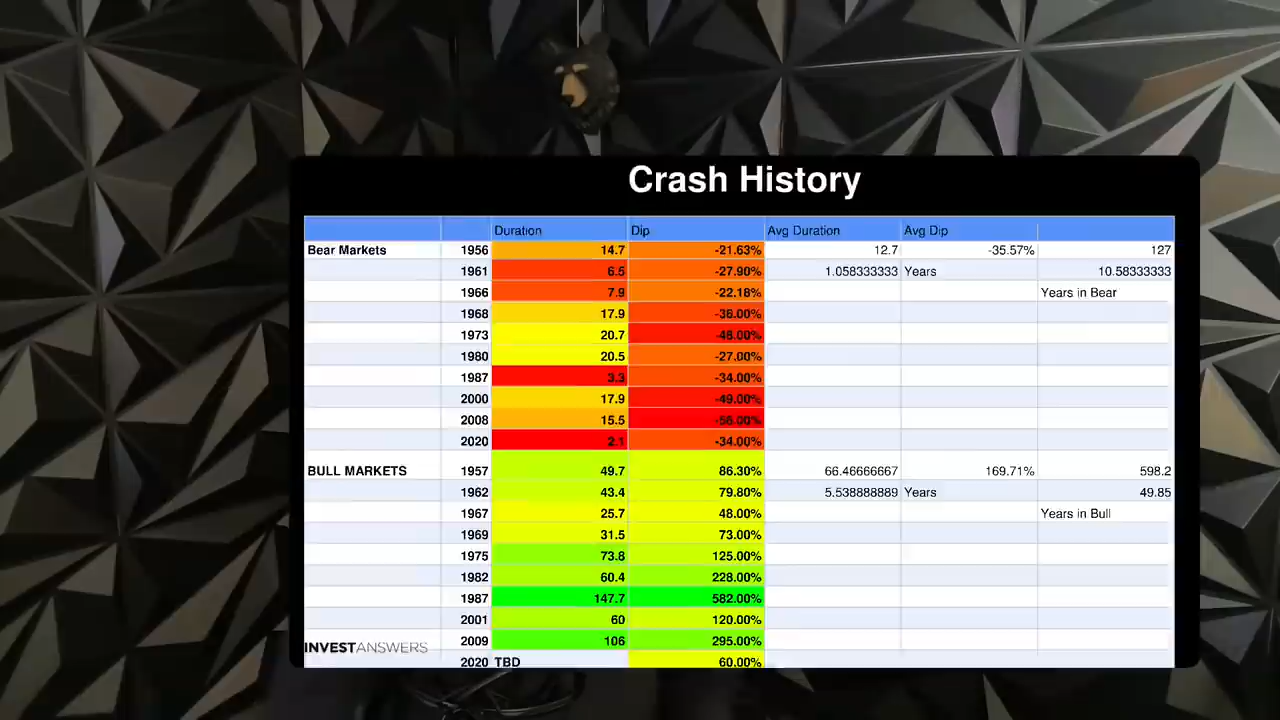 Crash History
Duration Dip Avg Duration Avg Dip
Bear Markets 1956 14.7 -21.63% 12.7 -35.57% 127
1961 6.5 -27.90% 1.058333333 Years 10.58333333
1966 7.9 -22.18% Years in Bear
1968 17.9 -36.00%
1973 20.7 -48.00%
1980 20.5 -27.00%
1987 3.3 -34.00%
2000 17.9 -49.00%
2008 15.5
2020 2.1 -34.00%
BULL MARKETS 1957 49.7 86.30% 66.46666667 169.71% 598.2
1962 43.4 79.80% 5.538888889 Years 49.85
1967 25.7 48.00% Years in Bull
1969 31.5 73.00%
1975 73.8 125.00%
1982 60.4 228.00%
1987 147.7 582.00%
2001 60 120.00%
2009 106 295.00%
INVESTANSWERS
2020 TBD 60.00%